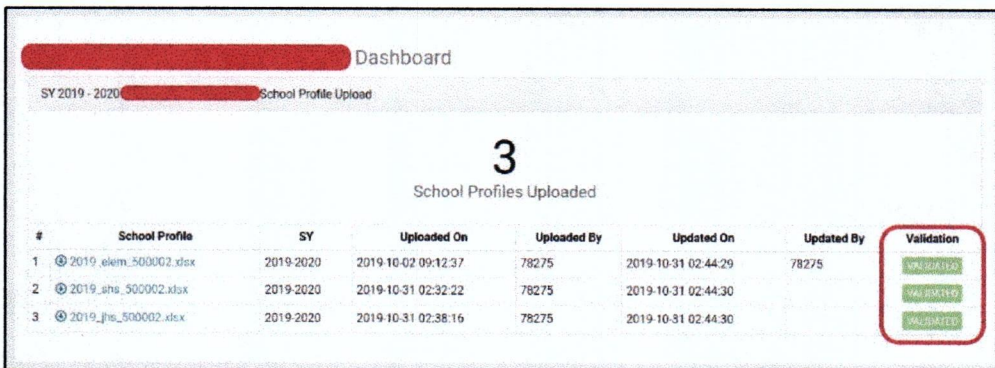 Dashboard
SY 2019 - 2020 School Profile Upload
3
School Profiles Uploaded
# School Profile SY Uploaded On Uploaded By Updated On Updated By Validation
1 2019_elem_500002.xlsx 2019-2020 2019-10-02 09:12:37 78275 2019-10-31 02:44:29 78275 VALIDATED
2 2019_shs_500002.xlsx 2019-2020 2019-10-31 02:32:22 78275 2019-10-31 02:44:30 VALIDATED
3 2019_jhs_500002.xlsx 2019-2020 2019-10-31 02:38:16 78275 2019-10-31 02:44:30 VALIDATED